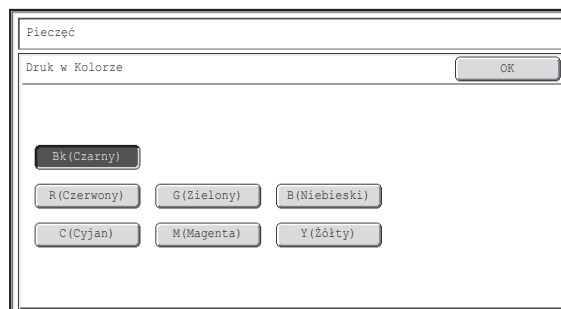 Pieczęć
Druk w Kolorze OK
Bk(Czarny)
R(Czerwony) G(Zielony) B(Niebieski)
C(Cyjan) M(Magenta) Y(Żółty)